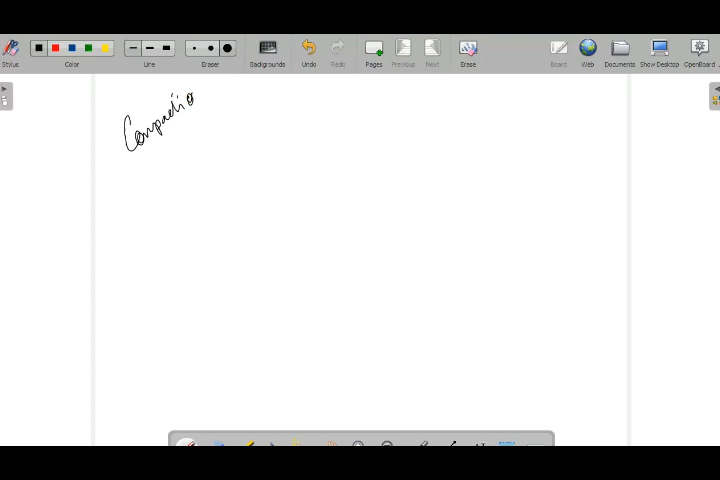 Stylus Color Line Eraser Backgrounds Undo Redo Pages Previous Next Erase Board Web Documents Show Desktop OpenBoard